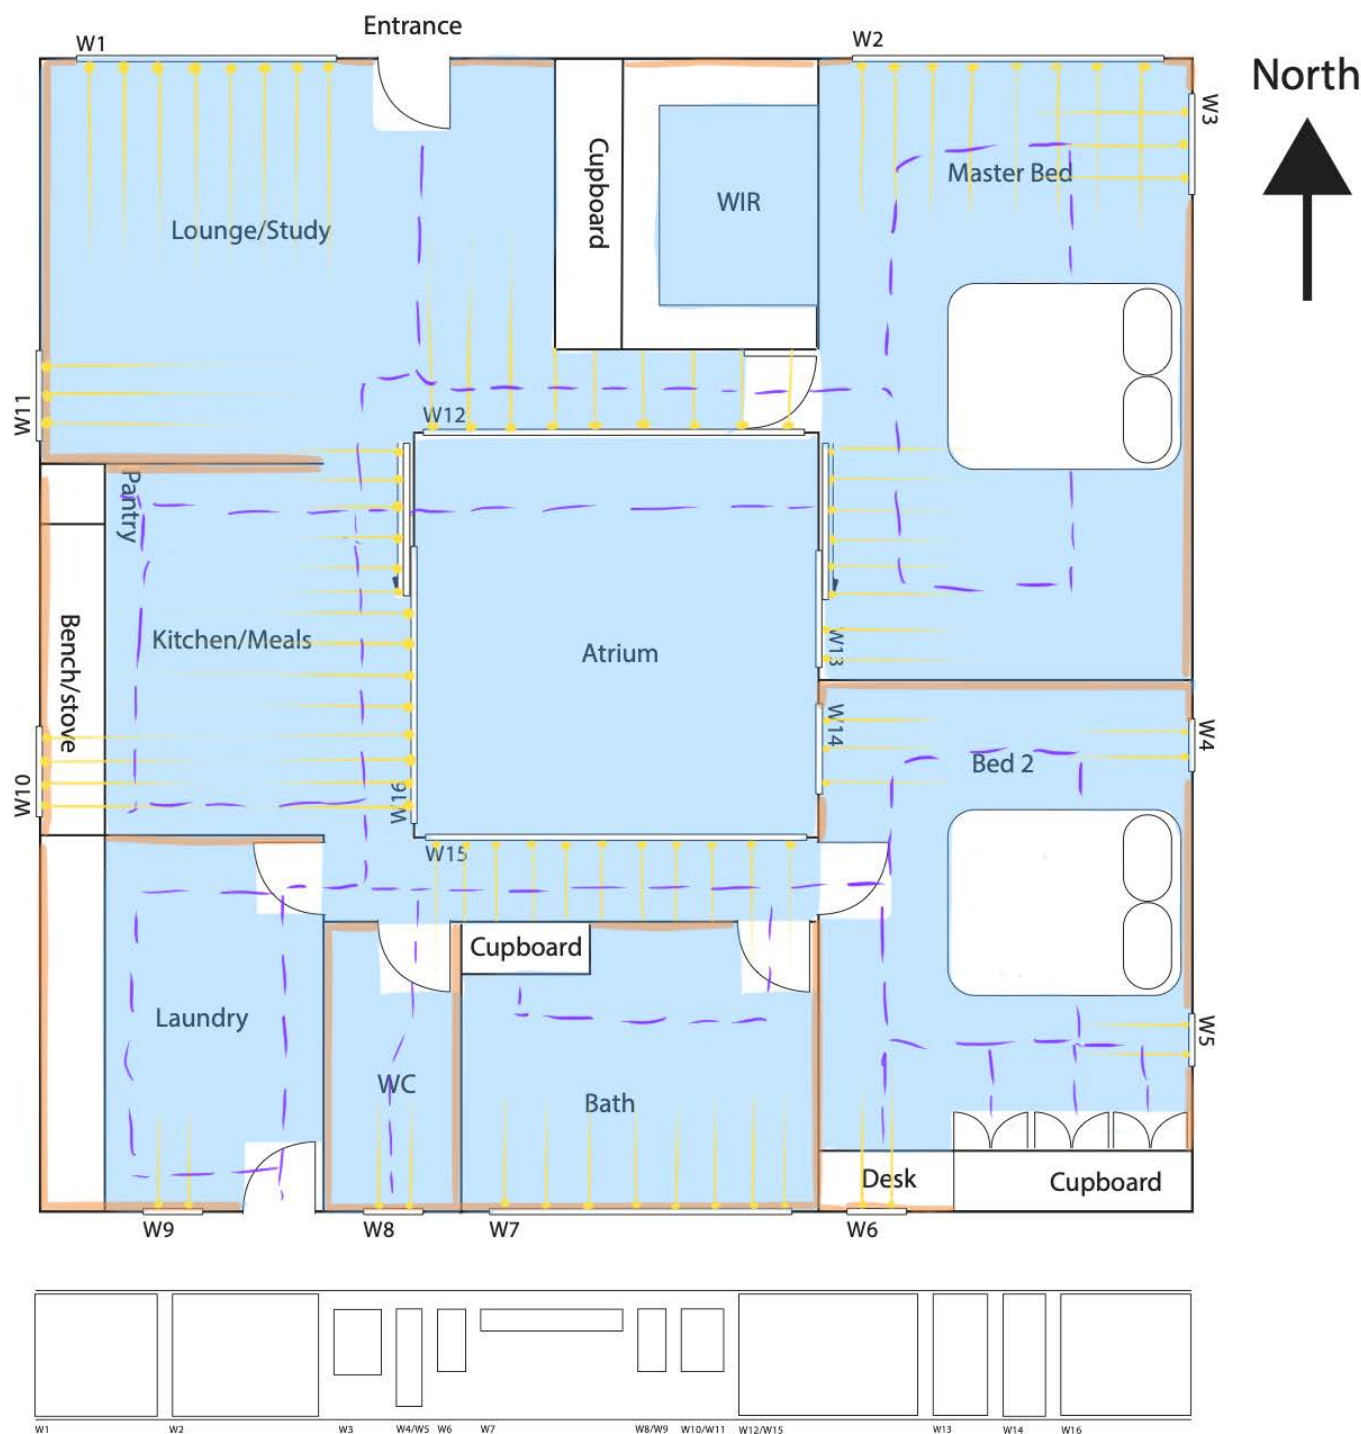 Entrance
W1
W2
North
W3
Cupboard
WIR
Master Bed
Lounge/Study
W11
W12
Pantry
Kitchen/Meals
Bench/stove
Atrium
W13
W14
Bed 2
W4
W10
W16
W15
Cupboard
Laundry
WC
Bath
W5
Desk
Cupboard
W9
W8
W7
W6
W1
W2
W3
W4/W5
W6
W7
W8/W9
W10/W11
W12/W15
W13
W14
W16